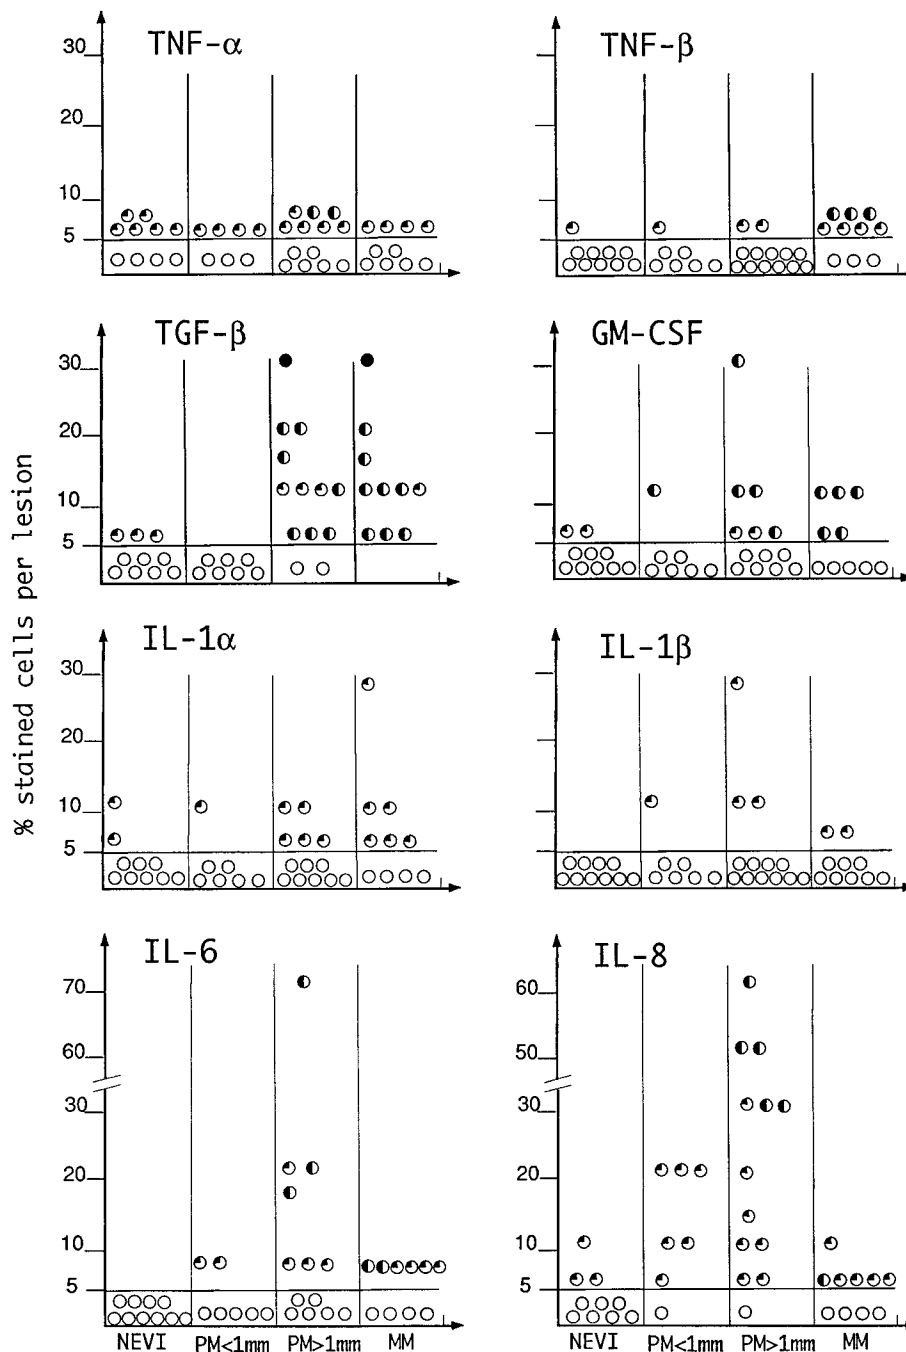 % stained cells per lesion
TNF-α
30
20
10
5
TNF-β
TGF-β
30
20
10
5
GM-CSF
IL-1α
30
20
10
5
IL-1β
IL-6
70
60
30
20
10
5
NEVI PM<1mm PM>1mm MM
IL-8
60
50
30
20
10
5
NEVI PM<1mm PM>1mm MM